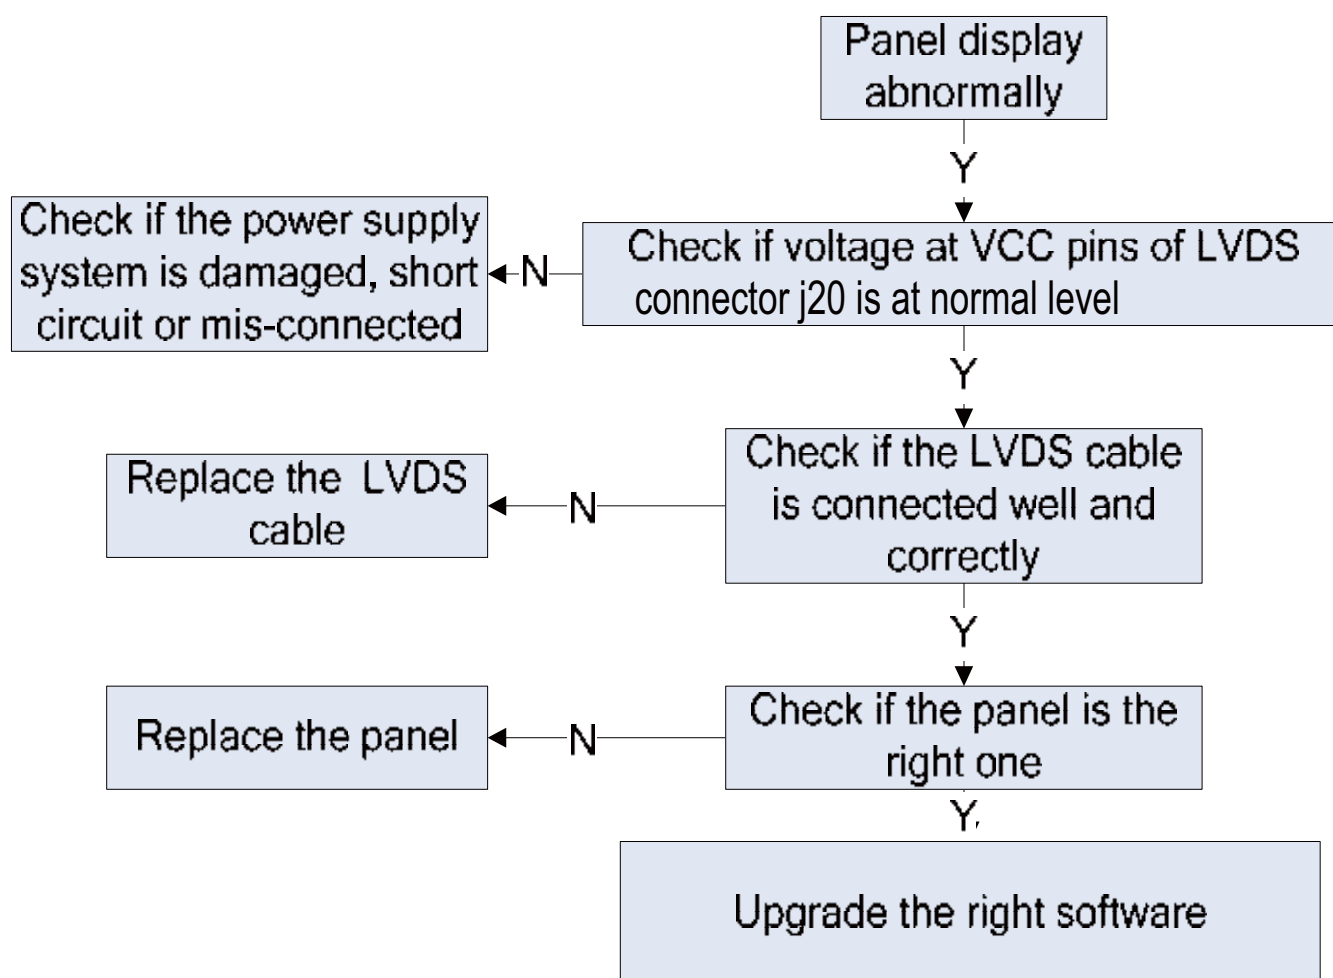 Panel display
abnormally
Y
Check if the power supply
system is damaged, short
circuit or mis-connected
N
Check if voltage at VCC pins of LVDS
connector j20 is at normal level
Y
Replace the LVDS
cable
N
Check if the LVDS cable
is connected well and
correctly
Y
Replace the panel
N
Check if the panel is the
right one
Y,
Upgrade the right software